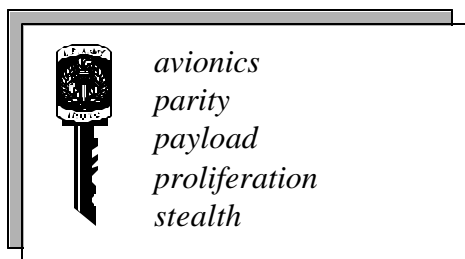 avionics
parity
payload
proliferation
stealth